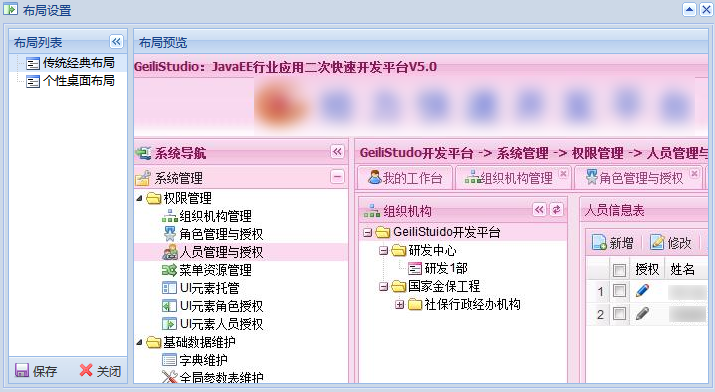 布局设置
布局列表
传统经典布局
个性桌面布局
保存
关闭
布局预览
GeiliStudio：JavaEE行业应用二次快速开发平台V5.0
系统导航
系统管理
权限管理
组织机构管理
角色管理与授权
人员管理与授权
菜单资源管理
UI元素托管
UI元素角色授权
UI元素人员授权
基础数据维护
字典维护
全局参数表维护
GeiliStudo开发平台 -> 系统管理 -> 权限管理 -> 人员管理与
我的工作台 组织机构管理 角色管理与授权
组织机构
GeiliStuido开发平台
研发中心
研发1部
国家金保工程
社保行政经办机构
人员信息表
新增 修改
授权 姓名
1
2